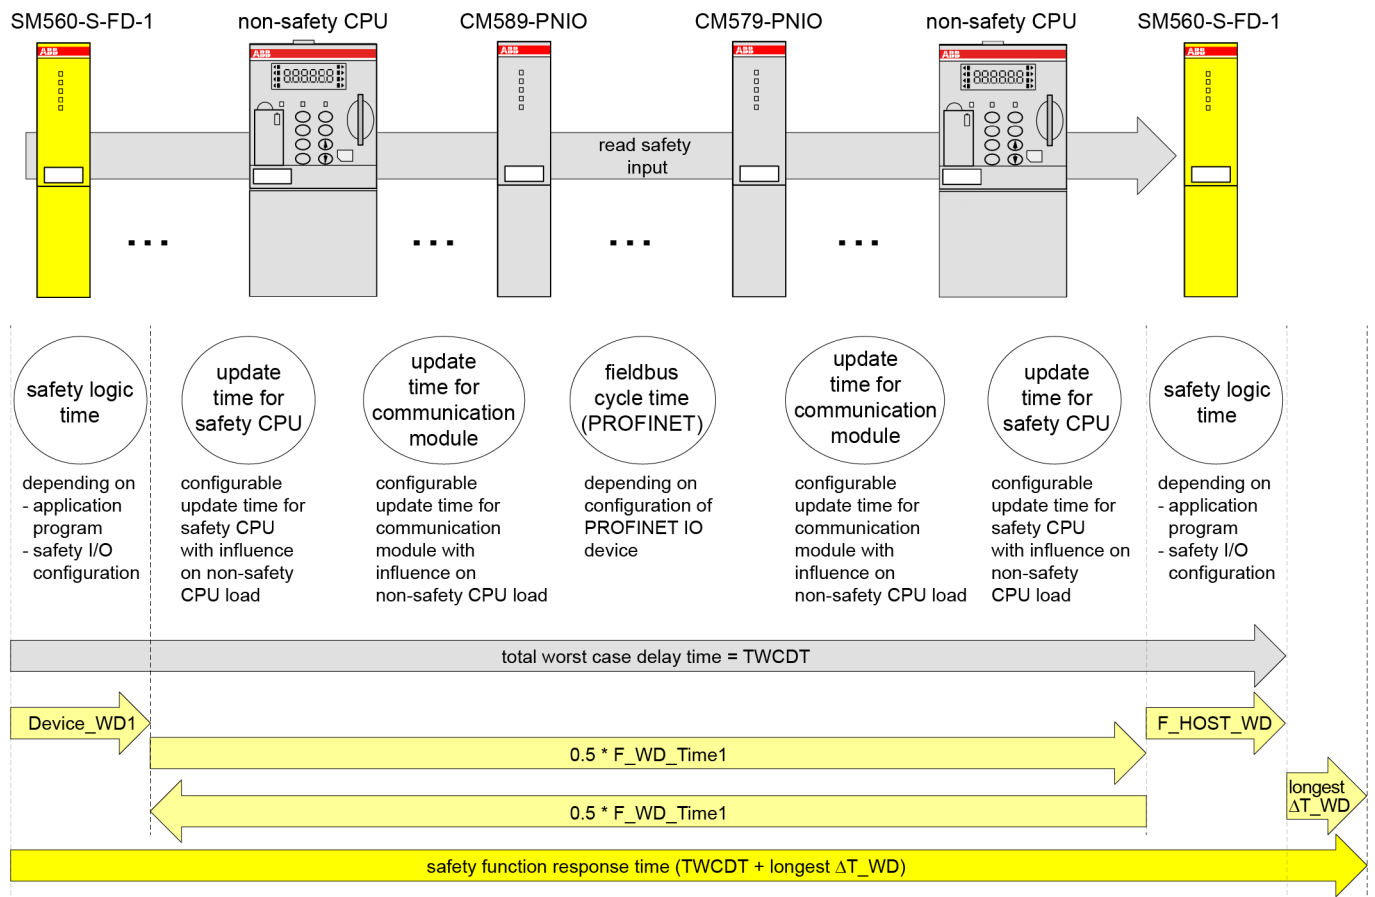 SM560-S-FD-1
non-safety CPU
CM589-PNIO
CM579-PNIO
non-safety CPU
SM560-S-FD-1
ABB
ABB
ABB
ABB
ABB
ABB
read safety
input
...
...
...
...
safety logic
time
update
time for
safety CPU
update
time for
communication
module
fieldbus
cycle time
(PROFINET)
update
time for
communication
module
update
time for
safety CPU
safety logic
time
depending on
- application
program
- safety I/O
configuration
configurable
update time for
safety CPU
with influence
on non-safety
CPU load
configurable
update time for
communication
module with
influence on
non-safety CPU load
depending on
configuration of
PROFINET IO
device
configurable
update time for
communication
module with
influence on
non-safety CPU load
configurable
update time for
safety CPU
with influence on
non-safety
CPU load
depending on
- application
program
- safety I/O
configuration
total worst case delay time = TWCDT
Device_WD1
F_HOST_WD
0.5 * F_WD_Time1
0.5 * F_WD_Time1
longest
ΔT_WD
safety function response time (TWCDT + longest ΔT_WD)